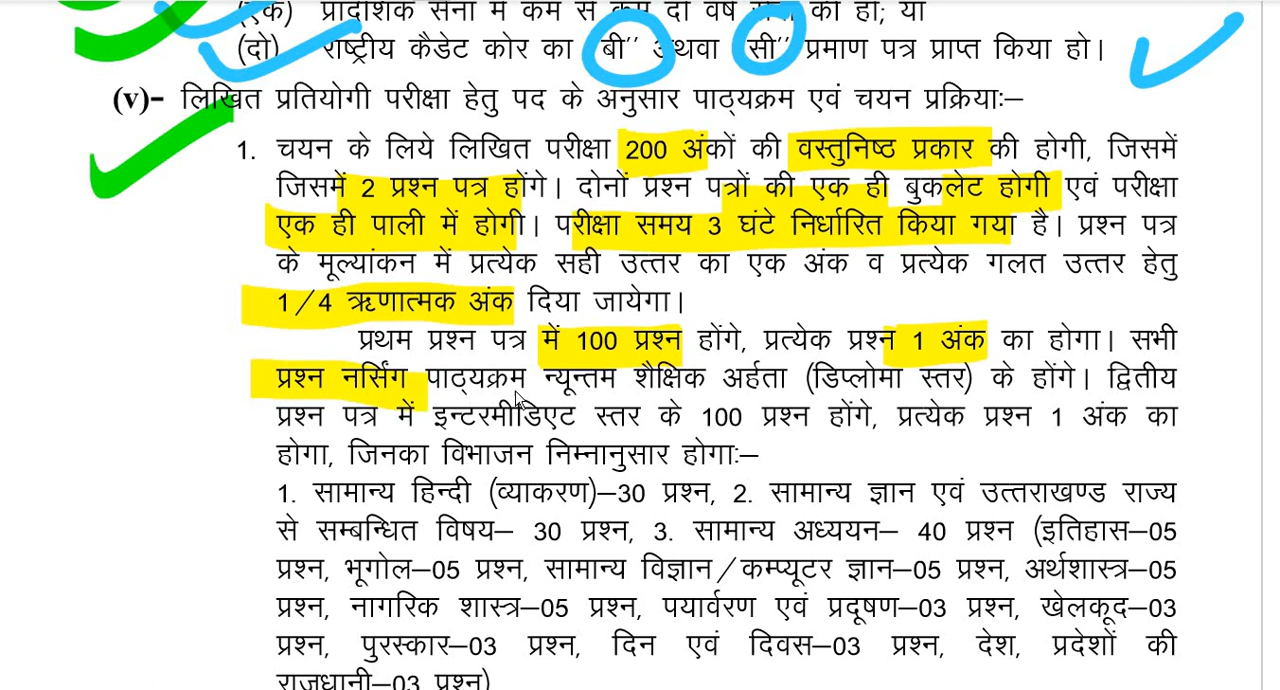 (एक) प्रादेशिक सेना में कम से कम दो वर्ष सेवा की हो; या
(दो) राष्ट्रीय कैडेट कोर का "बी'' अथवा "सी'' प्रमाण पत्र प्राप्त किया हो।
(v)- लिखित प्रतियोगी परीक्षा हेतु पद के अनुसार पाठ्यक्रम एवं चयन प्रक्रियाः—
1. चयन के लिये लिखित परीक्षा 200 अंकों की वस्तुनिष्ठ प्रकार की होगी, जिसमें
जिसमें 2 प्रश्न पत्र होंगे। दोनों प्रश्न पत्रों की एक ही बुकलेट होगी एवं परीक्षा
एक ही पाली में होगी। परीक्षा समय 3 घंटे निर्धारित किया गया है। प्रश्न पत्र
के मूल्यांकन में प्रत्येक सही उत्तर का एक अंक व प्रत्येक गलत उत्तर हेतु
1/4 ऋणात्मक अंक दिया जायेगा।
प्रथम प्रश्न पत्र में 100 प्रश्न होंगे, प्रत्येक प्रश्न 1 अंक का होगा। सभी
प्रश्न नर्सिंग पाठ्यक्रम न्यून्तम शैक्षिक अर्हता (डिप्लोमा स्तर) के होंगे। द्वितीय
प्रश्न पत्र में इन्टरमीडिएट स्तर के 100 प्रश्न होंगे, प्रत्येक प्रश्न 1 अंक का
होगा, जिनका विभाजन निम्नानुसार होगाः—
1. सामान्य हिन्दी (व्याकरण)—30 प्रश्न, 2. सामान्य ज्ञान एवं उत्तराखण्ड राज्य
से सम्बन्धित विषय— 30 प्रश्न, 3. सामान्य अध्ययन— 40 प्रश्न (इतिहास—05
प्रश्न, भूगोल—05 प्रश्न, सामान्य विज्ञान/कम्प्यूटर ज्ञान—05 प्रश्न, अर्थशास्त्र—05
प्रश्न, नागरिक शास्त्र—05 प्रश्न, पयार्वरण एवं प्रदूषण—03 प्रश्न, खेलकूद—03
प्रश्न, पुरस्कार—03 प्रश्न, दिन एवं दिवस—03 प्रश्न, देश, प्रदेशों की
राजधानी—03 प्रश्न)